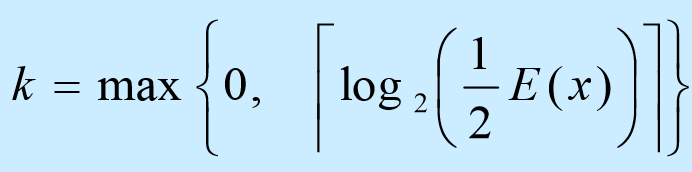 k = max { 0, ⌈ log₂ ( 1/2 E(x) ) ⌉ }